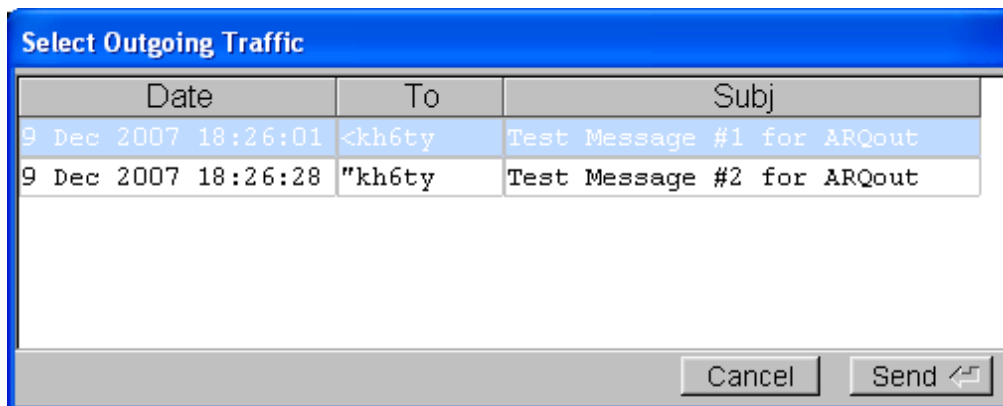 Select Outgoing Traffic
Date To Subj
9 Dec 2007 18:26:01 <kh6ty Test Message #1 for ARQout
9 Dec 2007 18:26:28 "kh6ty Test Message #2 for ARQout
Cancel Send